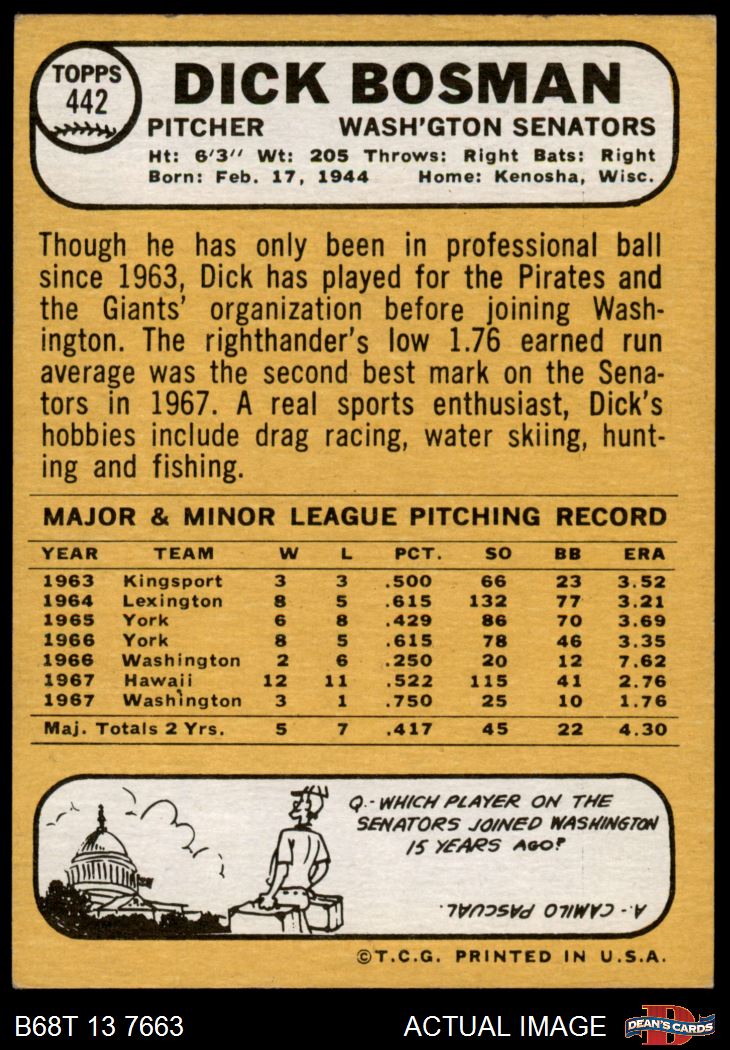 TOPPS
442
DICK BOSMAN
PITCHER WASH'GTON SENATORS
Ht: 6'3" Wt: 205 Throws: Right Bats: Right
Born: Feb. 17, 1944 Home: Kenosha, Wisc.
Though he has only been in professional ball
since 1963, Dick has played for the Pirates and
the Giants' organization before joining Wash-
ington. The righthander's low 1.76 earned run
average was the second best mark on the Sena-
tors in 1967. A real sports enthusiast, Dick's
hobbies include drag racing, water skiing, hunt-
ing and fishing.
MAJOR & MINOR LEAGUE PITCHING RECORD
YEAR TEAM W L PCT. SO BB ERA
1963 Kingsport 3 3 .500 66 23 3.52
1964 Lexington 8 5 .615 132 77 3.21
1965 York 6 8 .429 86 70 3.69
1966 York 8 5 .615 78 46 3.35
1966 Washington 2 6 .250 20 12 7.62
1967 Hawaii 12 11 .522 115 41 2.76
1967 Washington 3 1 .750 25 10 1.76
Maj. Totals 2 Yrs. 5 7 .417 45 22 4.30
Q.- WHICH PLAYER ON THE
SENATORS JOINED WASHINGTON
15 YEARS AGO?
A.- CAMILO PASCUAL.
©T.C.G. PRINTED IN U.S.A.
B68T 13 7663 ACTUAL IMAGE
D
DEAN'S CARDS